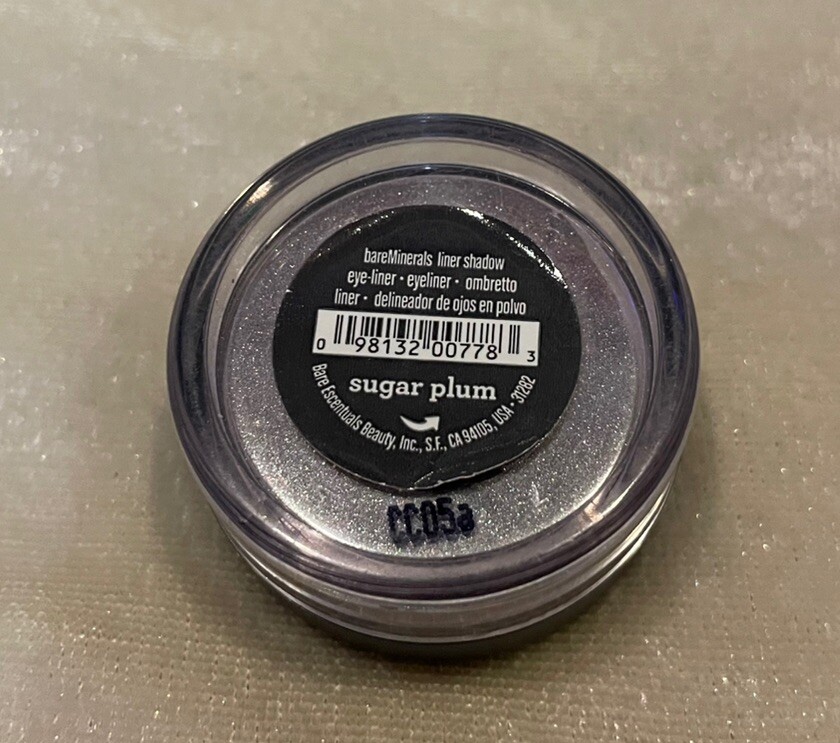 bareMinerals liner shadow
eye-liner • eyeliner • ombretto
liner • delineador de ojos en polvo
0 98132 00778 3
sugar plum
Bare Escentuals Beauty, Inc., S.F., CA 94105, USA • 31282
CC05a